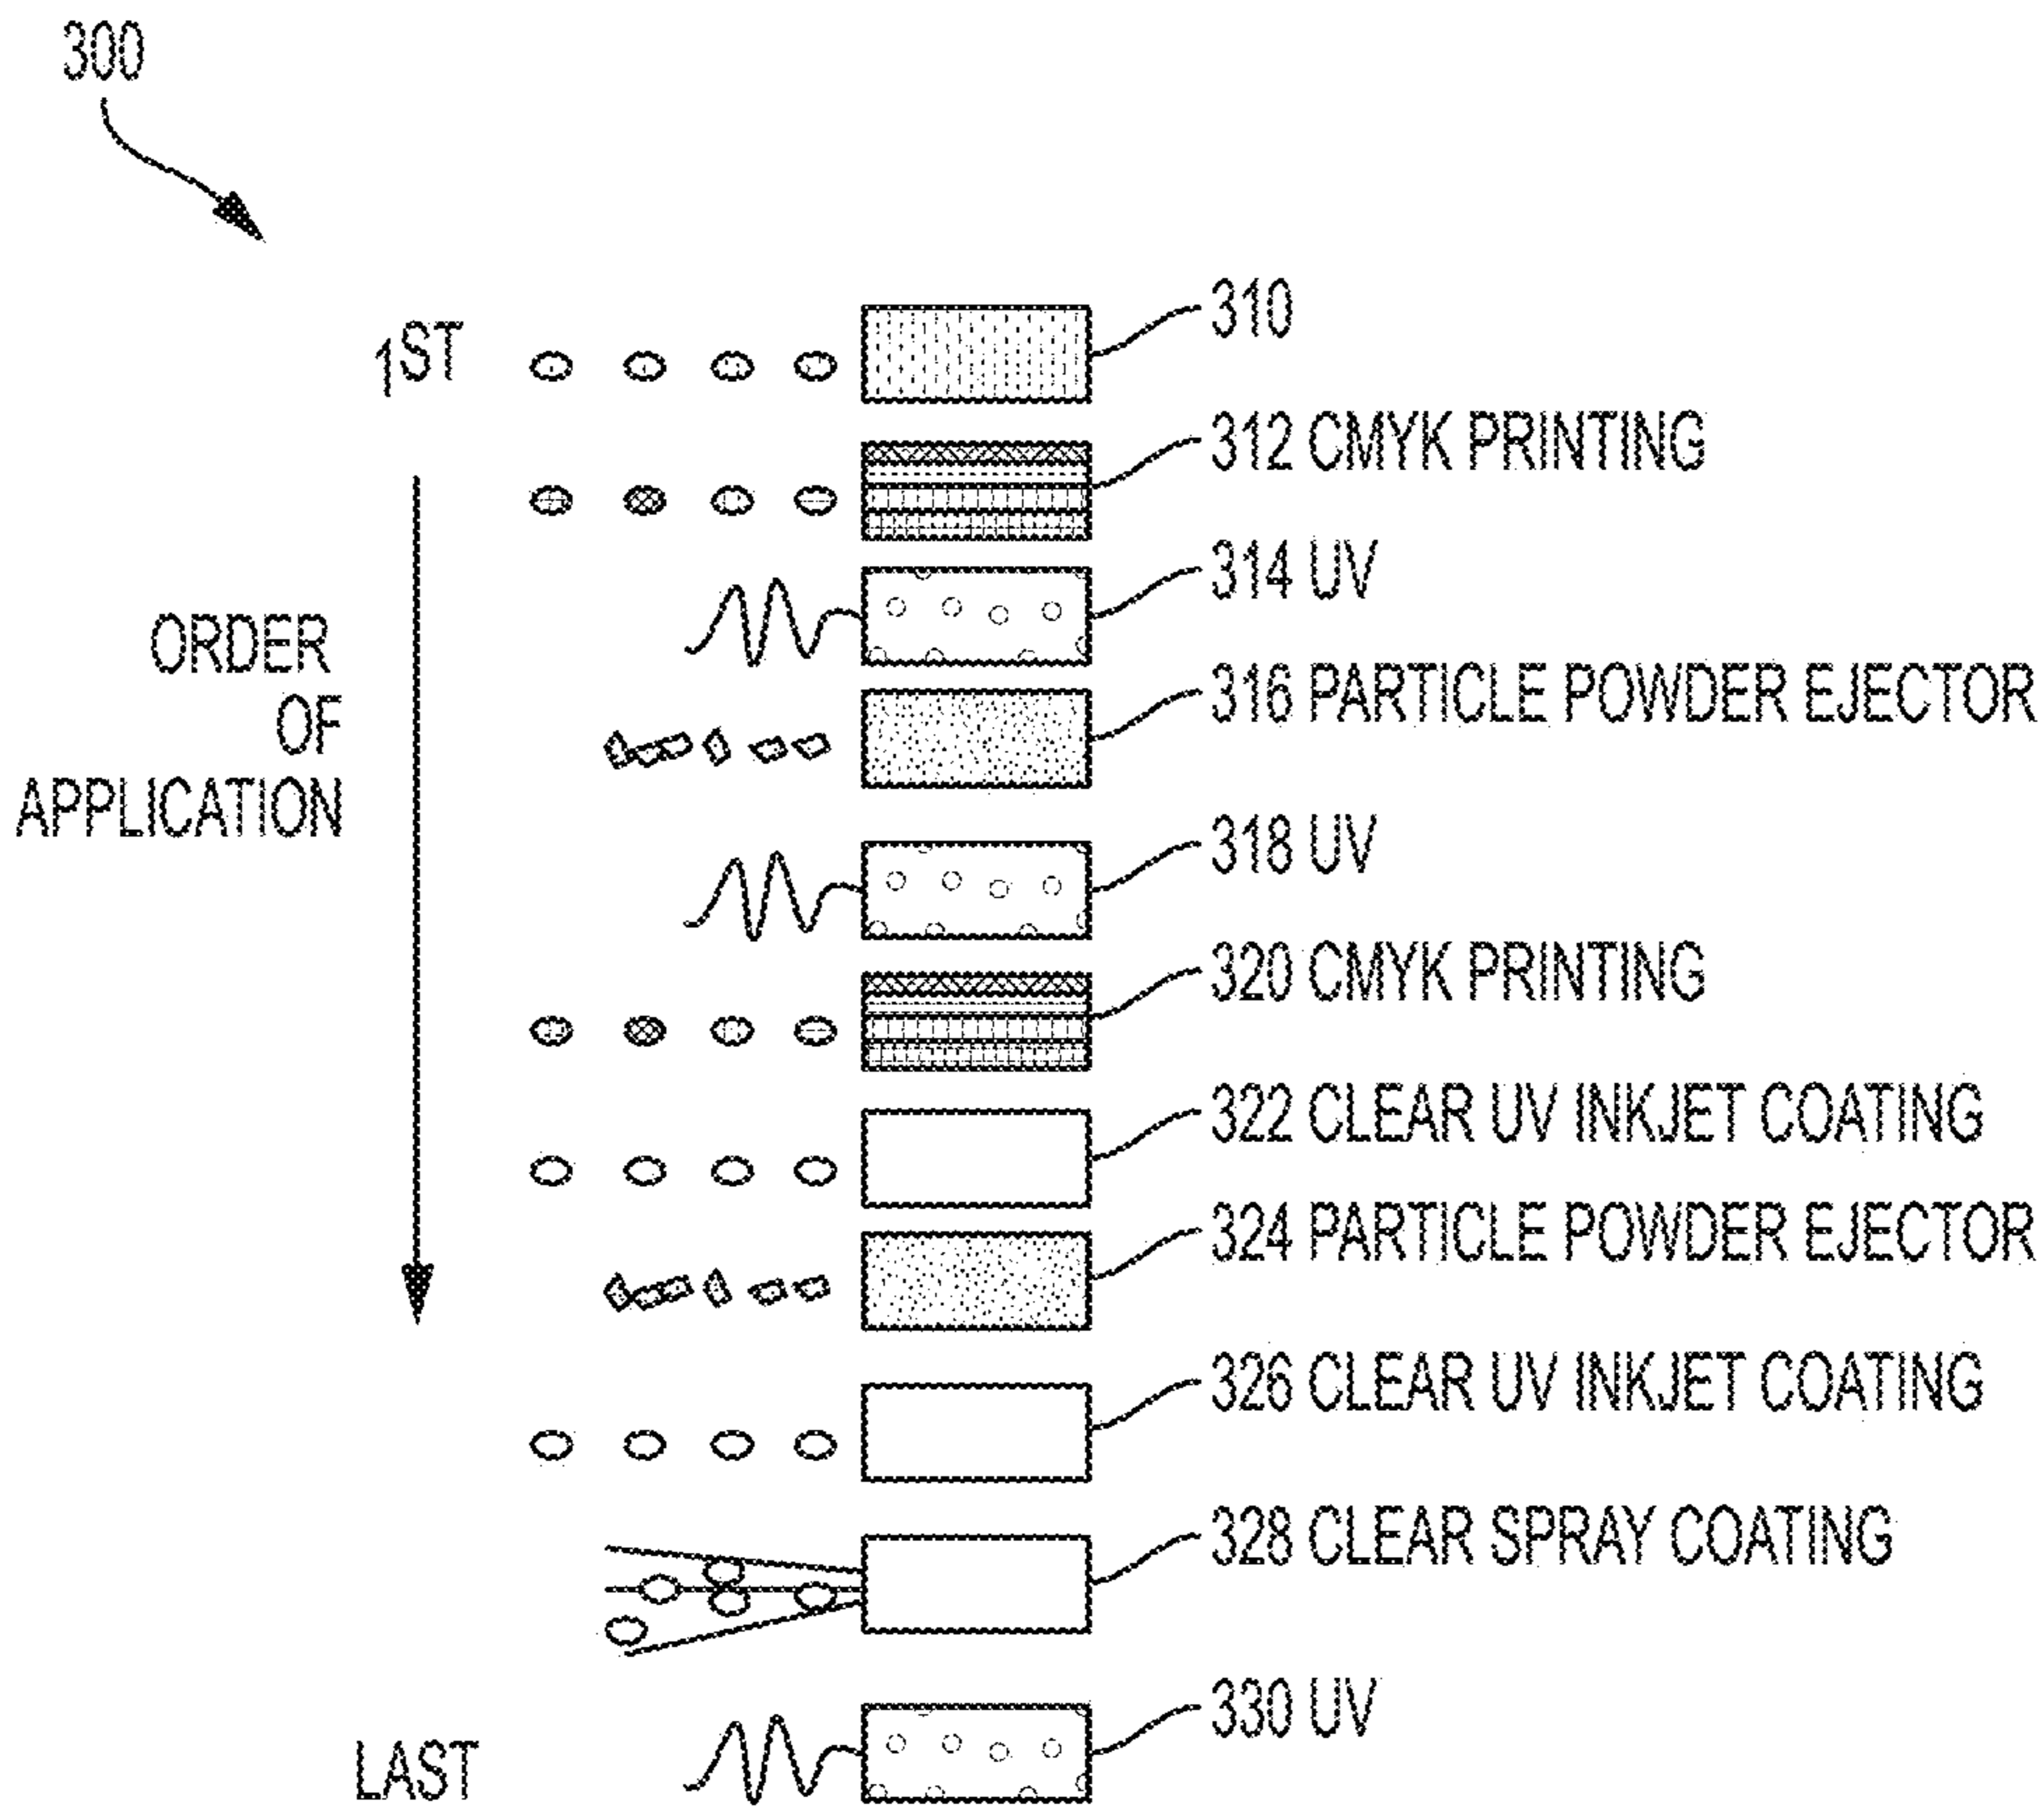 300
1ST
310
312 CMYK PRINTING
314 UV
ORDER
OF
APPLICATION
316 PARTICLE POWDER EJECTOR
318 UV
320 CMYK PRINTING
322 CLEAR UV INKJET COATING
324 PARTICLE POWDER EJECTOR
326 CLEAR UV INKJET COATING
328 CLEAR SPRAY COATING
330 UV
LAST